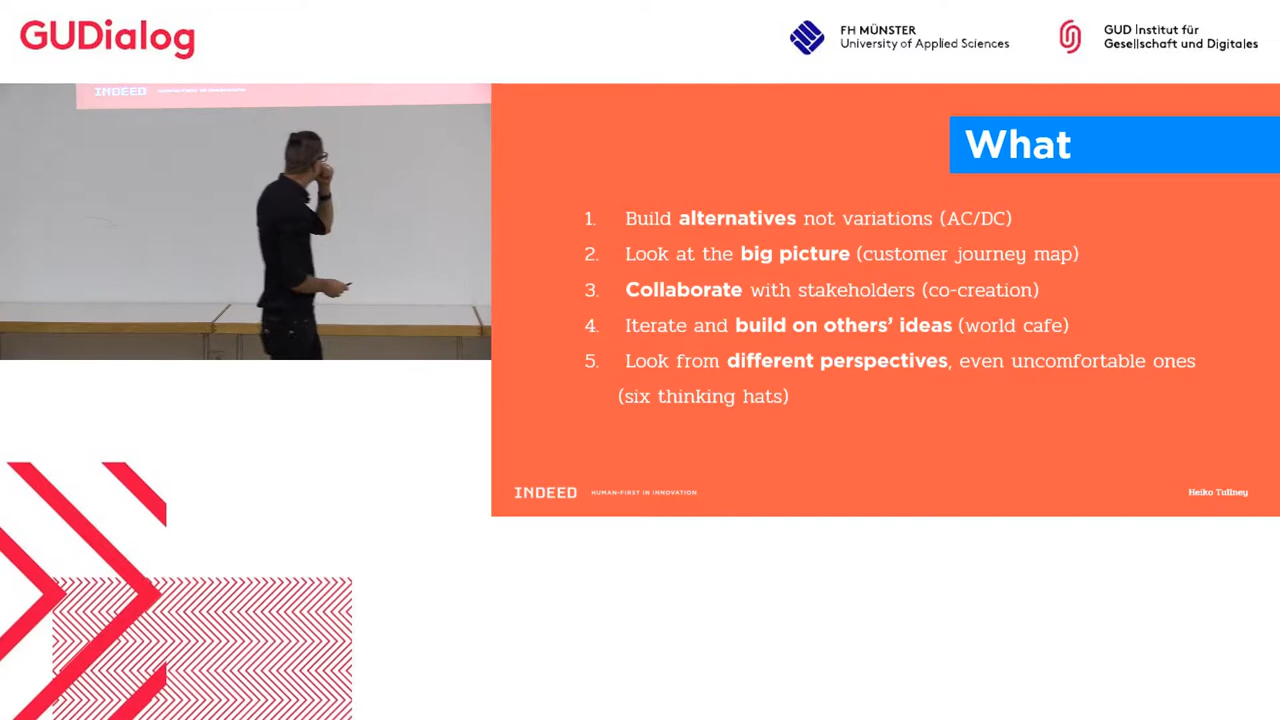 GUDialog
FH MÜNSTER
University of Applied Sciences
GUD Institut für
Gesellschaft und Digitales
INDEED
What
1. Build alternatives not variations (AC/DC)
2. Look at the big picture (customer journey map)
3. Collaborate with stakeholders (co-creation)
4. Iterate and build on others’ ideas (world cafe)
5. Look from different perspectives, even uncomfortable ones
(six thinking hats)
INDEED HUMAN-FIRST IN INNOVATION
Heiko Tullney